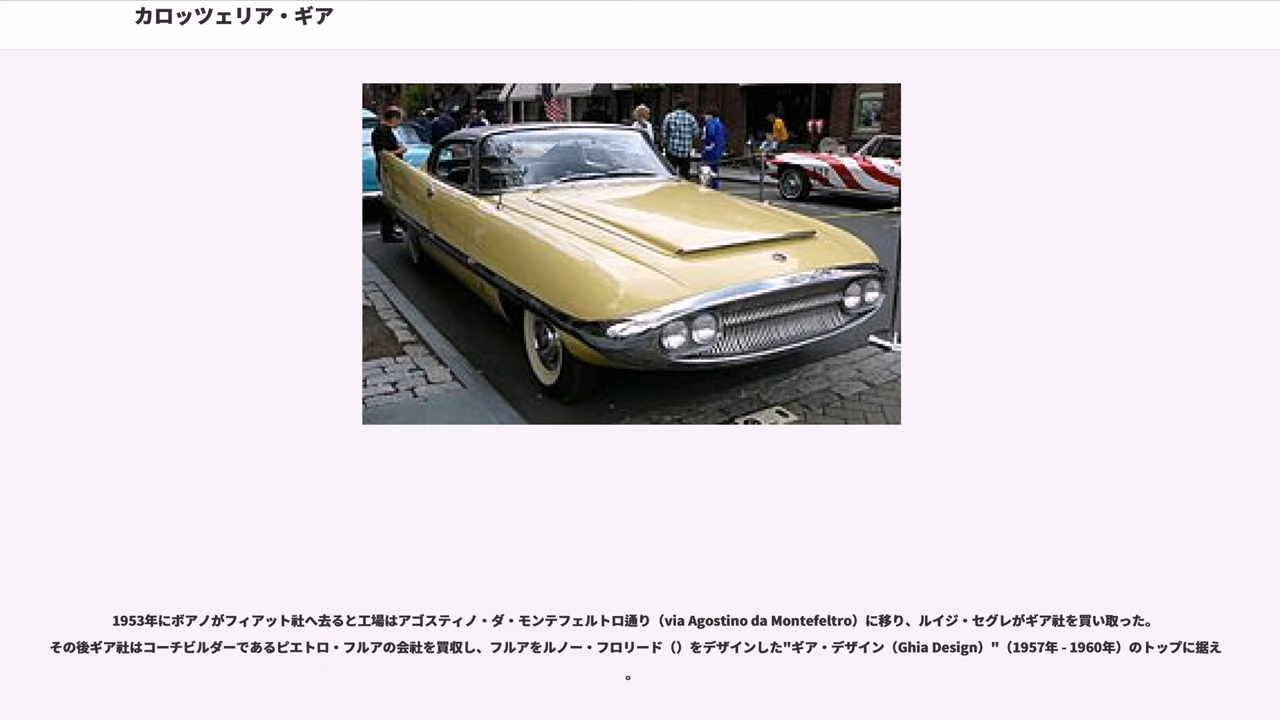 カロッツェリア・ギア
1953年にボアノがフィアット社へ去ると工場はアゴスティノ・ダ・モンテフェルトロ通り（via Agostino da Montefeltro）に移り、ルイジ・セグレがギア社を買い取った。
その後ギア社はコーチビルダーであるピエトロ・フルアの会社を買収し、フルアをルノー・フロリード（）をデザインした"ギア・デザイン（Ghia Design）"（1957年 - 1960年）のトップに据え
。